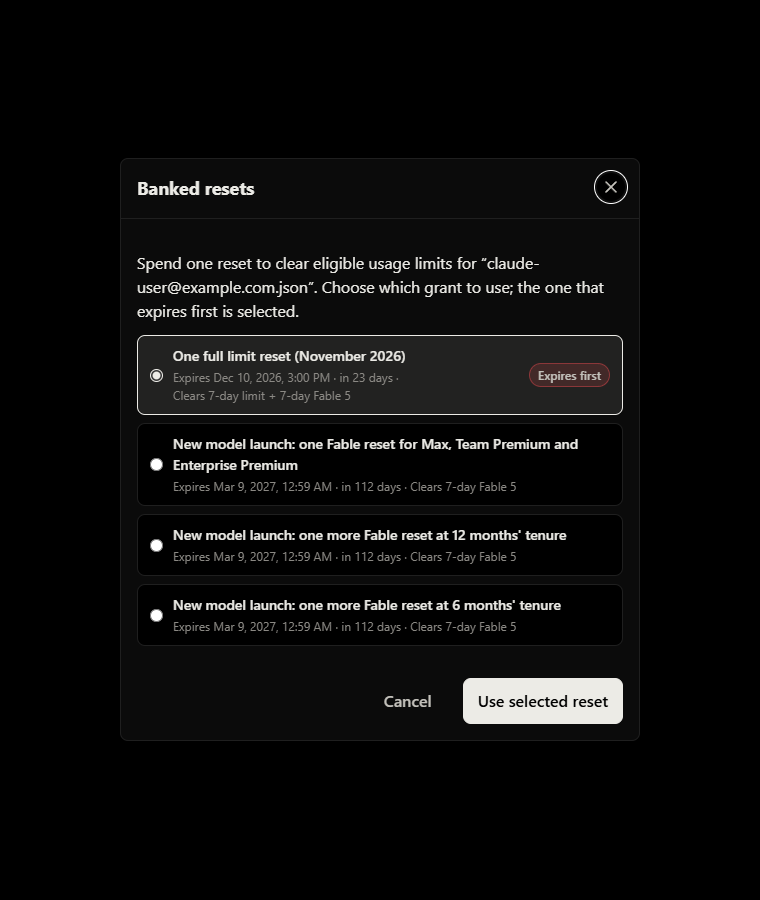 Banked resets
Spend one reset to clear eligible usage limits for “claude-
user@example.com.json”. Choose which grant to use; the one that
expires first is selected.
One full limit reset (November 2026)
Expires Dec 10, 2026, 3:00 PM · in 23 days ·
Clears 7-day limit + 7-day Fable 5
Expires first
New model launch: one Fable reset for Max, Team Premium and
Enterprise Premium
Expires Mar 9, 2027, 12:59 AM · in 112 days · Clears 7-day Fable 5
New model launch: one more Fable reset at 12 months' tenure
Expires Mar 9, 2027, 12:59 AM · in 112 days · Clears 7-day Fable 5
New model launch: one more Fable reset at 6 months' tenure
Expires Mar 9, 2027, 12:59 AM · in 112 days · Clears 7-day Fable 5
Cancel
Use selected reset